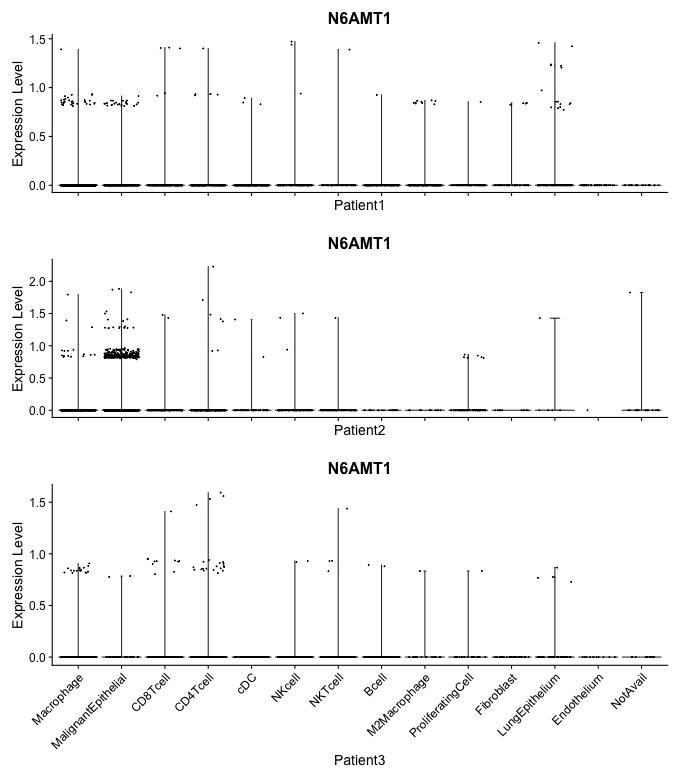 N6AMT1
Expression Level
1.5
1.0
0.5
0.0
Patient1
N6AMT1
Expression Level
2.0
1.5
1.0
0.5
0.0
Patient2
N6AMT1
Expression Level
1.5
1.0
0.5
0.0
Macrophage
MalignantEpithelial
CD8Tcell
CD4Tcell
cDC
NKcell
NKTcell
Bcell
M2Macrophage
ProliferatingCell
Fibroblast
LungEpithelium
Endothelium
NotAvail
Patient3